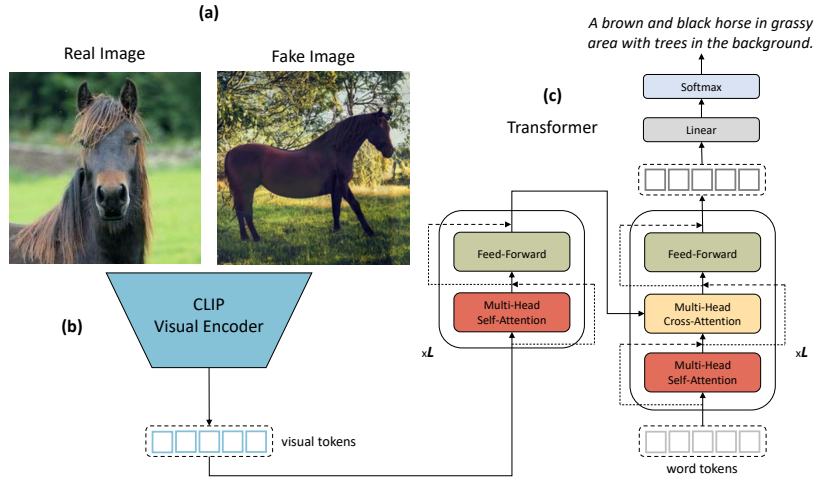 (a)
Real Image
Fake Image
CLIP
Visual Encoder
(b)
visual tokens
(c)
Transformer
A brown and black horse in grassy
area with trees in the background.
Softmax
Linear
Feed-Forward
Multi-Head
Self-Attention
xL
Feed-Forward
Multi-Head
Cross-Attention
Multi-Head
Self-Attention
xL
word tokens